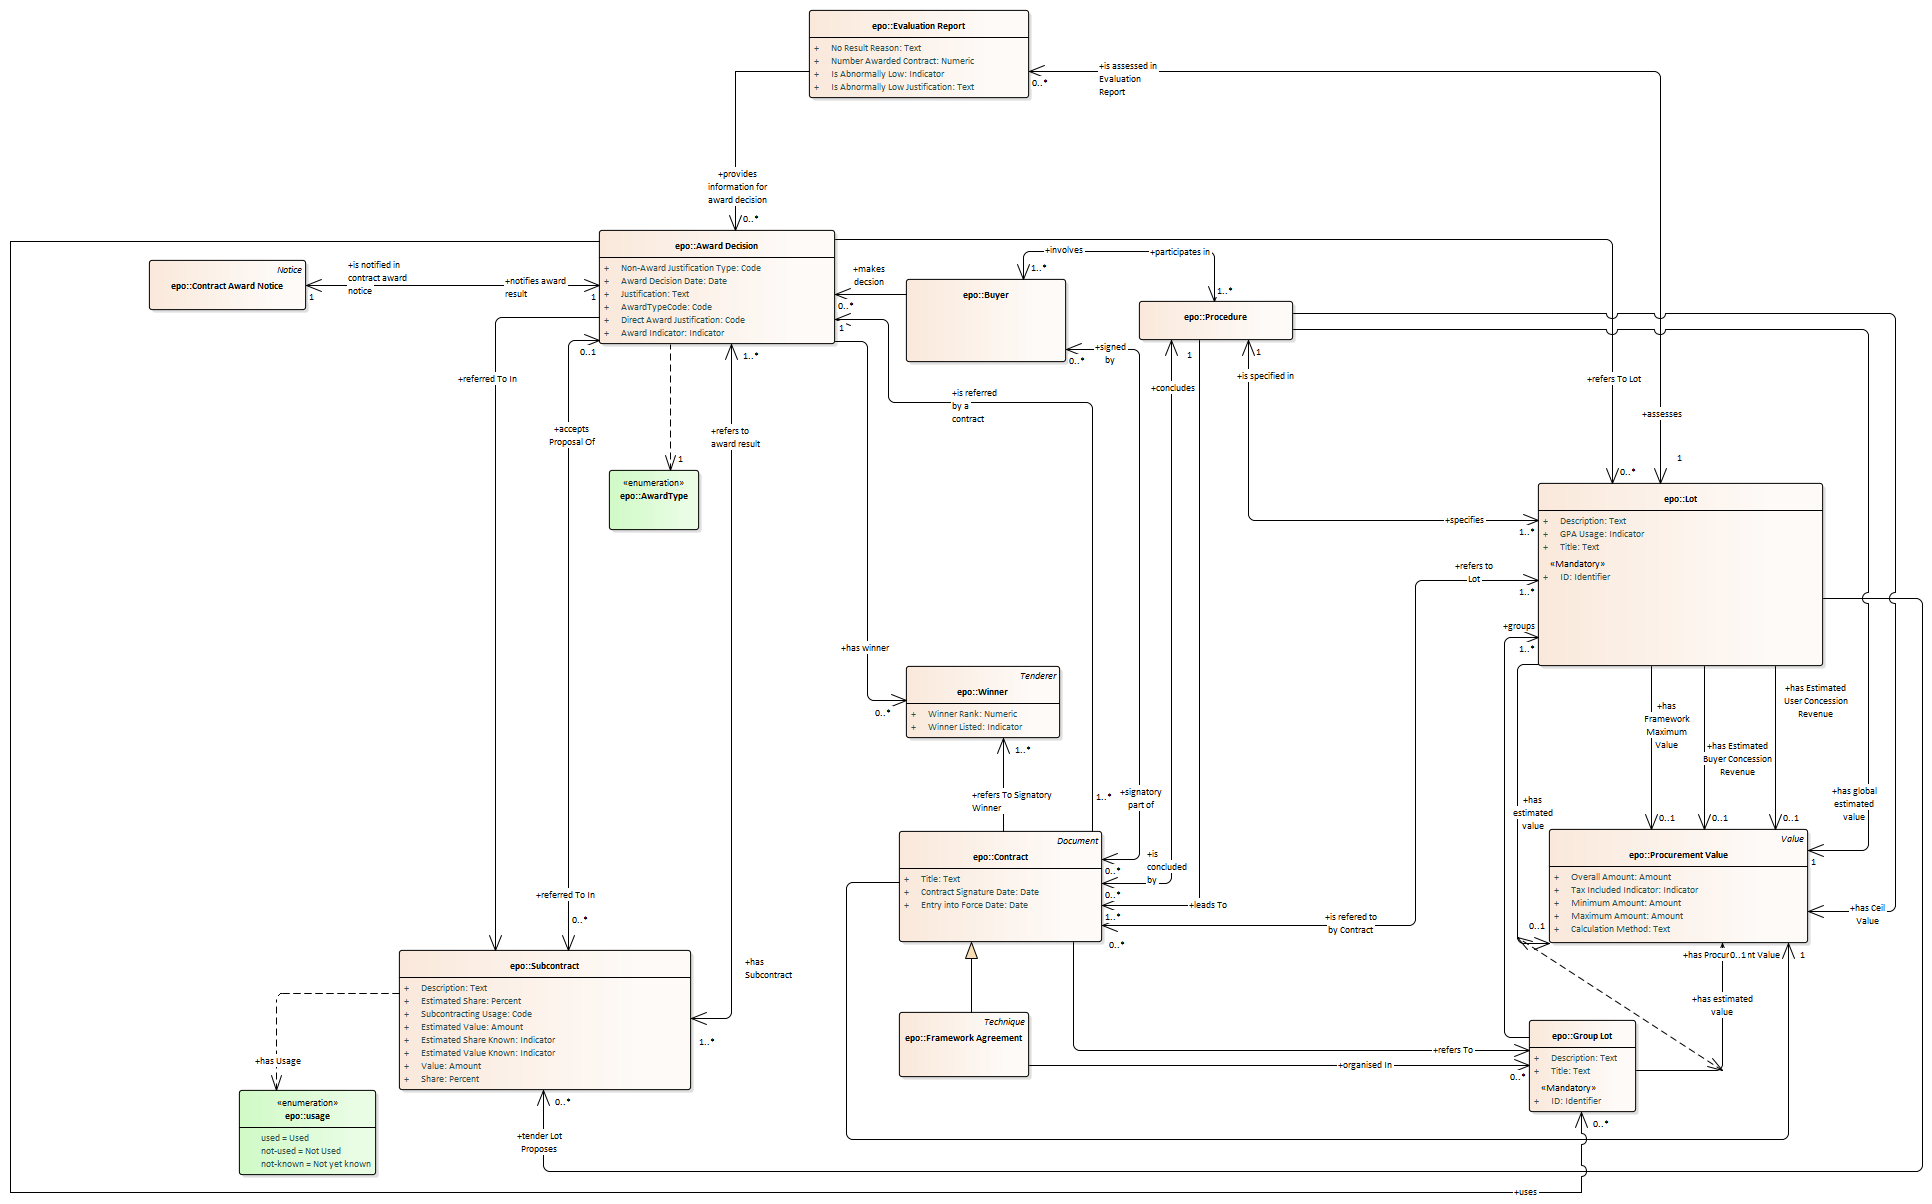 epo::Evaluation Report
+ No Result Reason: Text
+ Number Awarded Contract: Numeric
+ Is Abnormally Low: Indicator
+ Is Abnormally Low Justification: Text
+is assessed in
Evaluation
Report
0..*
+provides
information for
award decision
0..*
epo::Award Decision
+ Non-Award Justification Type: Code
+ Award Decision Date: Date
+ Justification: Text
+ AwardTypeCode: Code
+ Direct Award Justification: Code
+ Award Indicator: Indicator
Notice
epo::Contract Award Notice
+is notified in
contract award
notice
1
+notifies award
result
1
+makes
decsion
0..*
1
+involves
1..*
+participates in
1..*
epo::Buyer
epo::Procedure
+signed
by
0..*
1
+concludes
1
+is specified in
+refers To Lot
0..*
+assesses
1
+referred To In
0..1
+accepts
Proposal Of
1..*
+refers to
award result
+is referred
by a
contract
1
«enumeration»
epo::AwardType
epo::Lot
+ Description: Text
+ GPA Usage: Indicator
+ Title: Text
«Mandatory»
+ ID: Identifier
+specifies
1..*
+refers to
Lot
1..*
+groups
1..*
+has winner
0..*
Tenderer
epo::Winner
+ Winner Rank: Numeric
+ Winner Listed: Indicator
1..*
+refers To Signatory
Winner
1..*
+signatory
part of
0..*
+is
concluded
by
0..*
+leads To
1..*
+is refered to
by Contract
0..*
Document
epo::Contract
+ Title: Text
+ Contract Signature Date: Date
+ Entry into Force Date: Date
+has
Framework
Maximum
Value
0..1
+has Estimated
Buyer Concession
Revenue
0..1
+has Estimated
User Concession
Revenue
0..1
+has
estimated
value
0..1
+has global
estimated
value
1
+has Ceil
Value
Value
epo::Procurement Value
+ Overall Amount: Amount
+ Tax Included Indicator: Indicator
+ Minimum Amount: Amount
+ Maximum Amount: Amount
+ Calculation Method: Text
+has Procur0..1nt Value
1
+has estimated
value
+referred To In
0..*
+has
Subcontract
1..*
epo::Subcontract
+ Description: Text
+ Estimated Share: Percent
+ Subcontracting Usage: Code
+ Estimated Value: Amount
+ Estimated Share Known: Indicator
+ Estimated Value Known: Indicator
+ Value: Amount
+ Share: Percent
Technique
epo::Framework Agreement
+refers To
+organised In
0..*
epo::Group Lot
+ Description: Text
+ Title: Text
«Mandatory»
+ ID: Identifier
0..*
+has Usage
«enumeration»
epo::usage
used = Used
not-used = Not Used
not-known = Not yet known
0..*
+tender Lot
Proposes
+uses